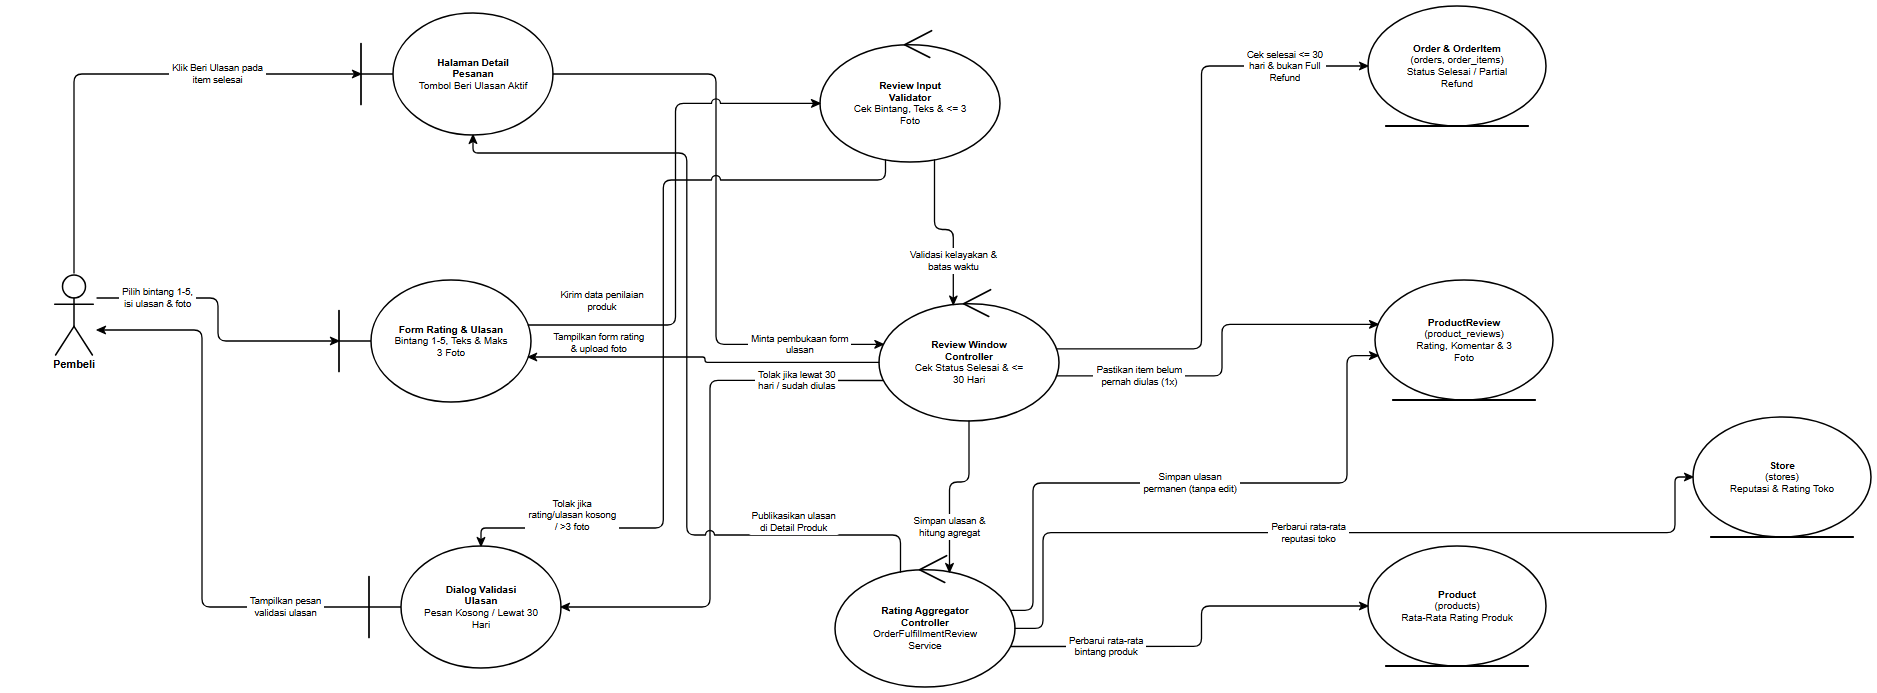 Klik Beri Ulasan pada
item selesai
Halaman Detail
Pesanan
Tombol Beri Ulasan Aktif
Review Input
Validator
Cek Bintang, Teks & <= 3
Foto
Cek selesai <= 30
hari & bukan Full
Refund
Order & OrderItem
(orders, order_items)
Status Selesai / Partial
Refund
Validasi kelayakan &
batas waktu
Pilih bintang 1-5,
isi ulasan & foto
Pembeli
Form Rating & Ulasan
Bintang 1-5, Teks & Maks
3 Foto
Kirim data penilaian
produk
Tampilkan form rating
& upload foto
Minta pembukaan form
ulasan
Tolak jika lewat 30
hari / sudah diulas
Review Window
Controller
Cek Status Selesai & <=
30 Hari
Pastikan item belum
pernah diulas (1x)
ProductReview
(product_reviews)
Rating, Komentar & 3
Foto
Simpan ulasan
permanen (tanpa edit)
Store
(stores)
Reputasi & Rating Toko
Tolak jika
rating/ulasan kosong
/ >3 foto
Publikasikan ulasan
di Detail Produk
Simpan ulasan &
hitung agregat
Perbarui rata-rata
reputasi toko
Tampilkan pesan
validasi ulasan
Dialog Validasi
Ulasan
Pesan Kosong / Lewat 30
Hari
Rating Aggregator
Controller
OrderFulfillmentReview
Service
Perbarui rata-rata
bintang produk
Product
(products)
Rata-Rata Rating Produk